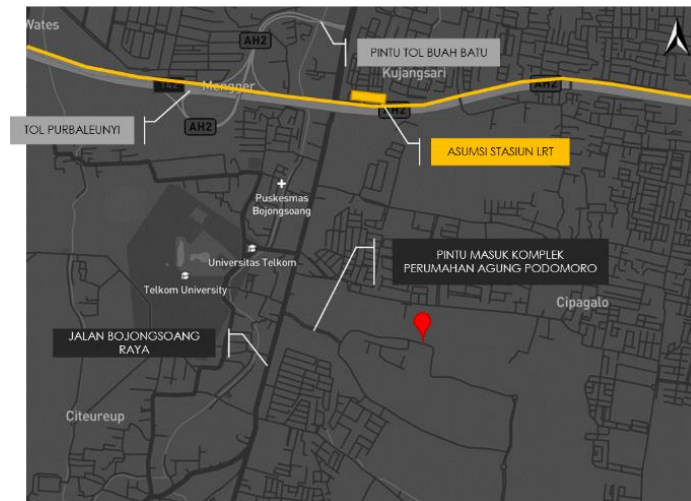 Wates
AH2
PINTU TOL BUAH BATU
Kujangsari
Mengger
AH2
TOL PURBALEUNYI
AH2
AH2
ASUMSI STASIUN LRT
Puskesmas
Bojongsoang
Universitas Telkom
Telkom University
PINTU MASUK KOMPLEK
PERUMAHAN AGUNG PODOMORO
Cipagalo
JALAN BOJONGSOANG
RAYA
Citeureup